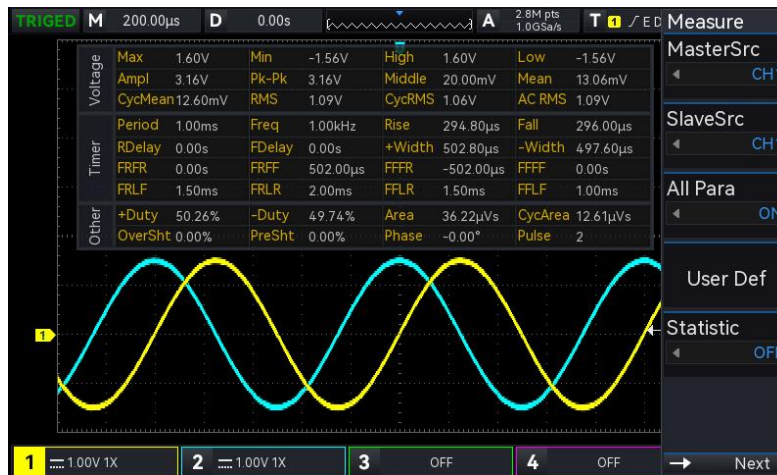 TRIGED M 200.00μs D 0.00s A 2.8M pts 1.0GSa/s T 1 E D Measure
MasterSrc
CH1
SlaveSrc
CH1
All Para
ON
User Def
Statistic
OFF
Next
Voltage
Max 1.60V Min -1.56V High 1.60V Low -1.56V
Ampl 3.16V Pk-Pk 3.16V Middle 20.00mV Mean 13.06mV
CycMean 12.60mV RMS 1.09V CycRMS 1.06V AC RMS 1.09V
Timer
Period 1.00ms Freq 1.00kHz Rise 294.80μs Fall 296.00μs
RDelay 0.00s FDelay 0.00s +Width 502.80μs -Width 497.60μs
FRFR 0.00s FRFF 502.00μs FFFR -502.00μs FFFF 0.00s
FRLF 1.50ms FRLR 2.00ms FFLR 1.50ms FFLF 1.00ms
Other
+Duty 50.26% -Duty 49.74% Area 36.22μVs CycArea 12.61μVs
OverSht 0.00% PreSht 0.00% Phase -0.00° Pulse 2
1
1 1.00V 1X 2 1.00V 1X 3 OFF 4 OFF